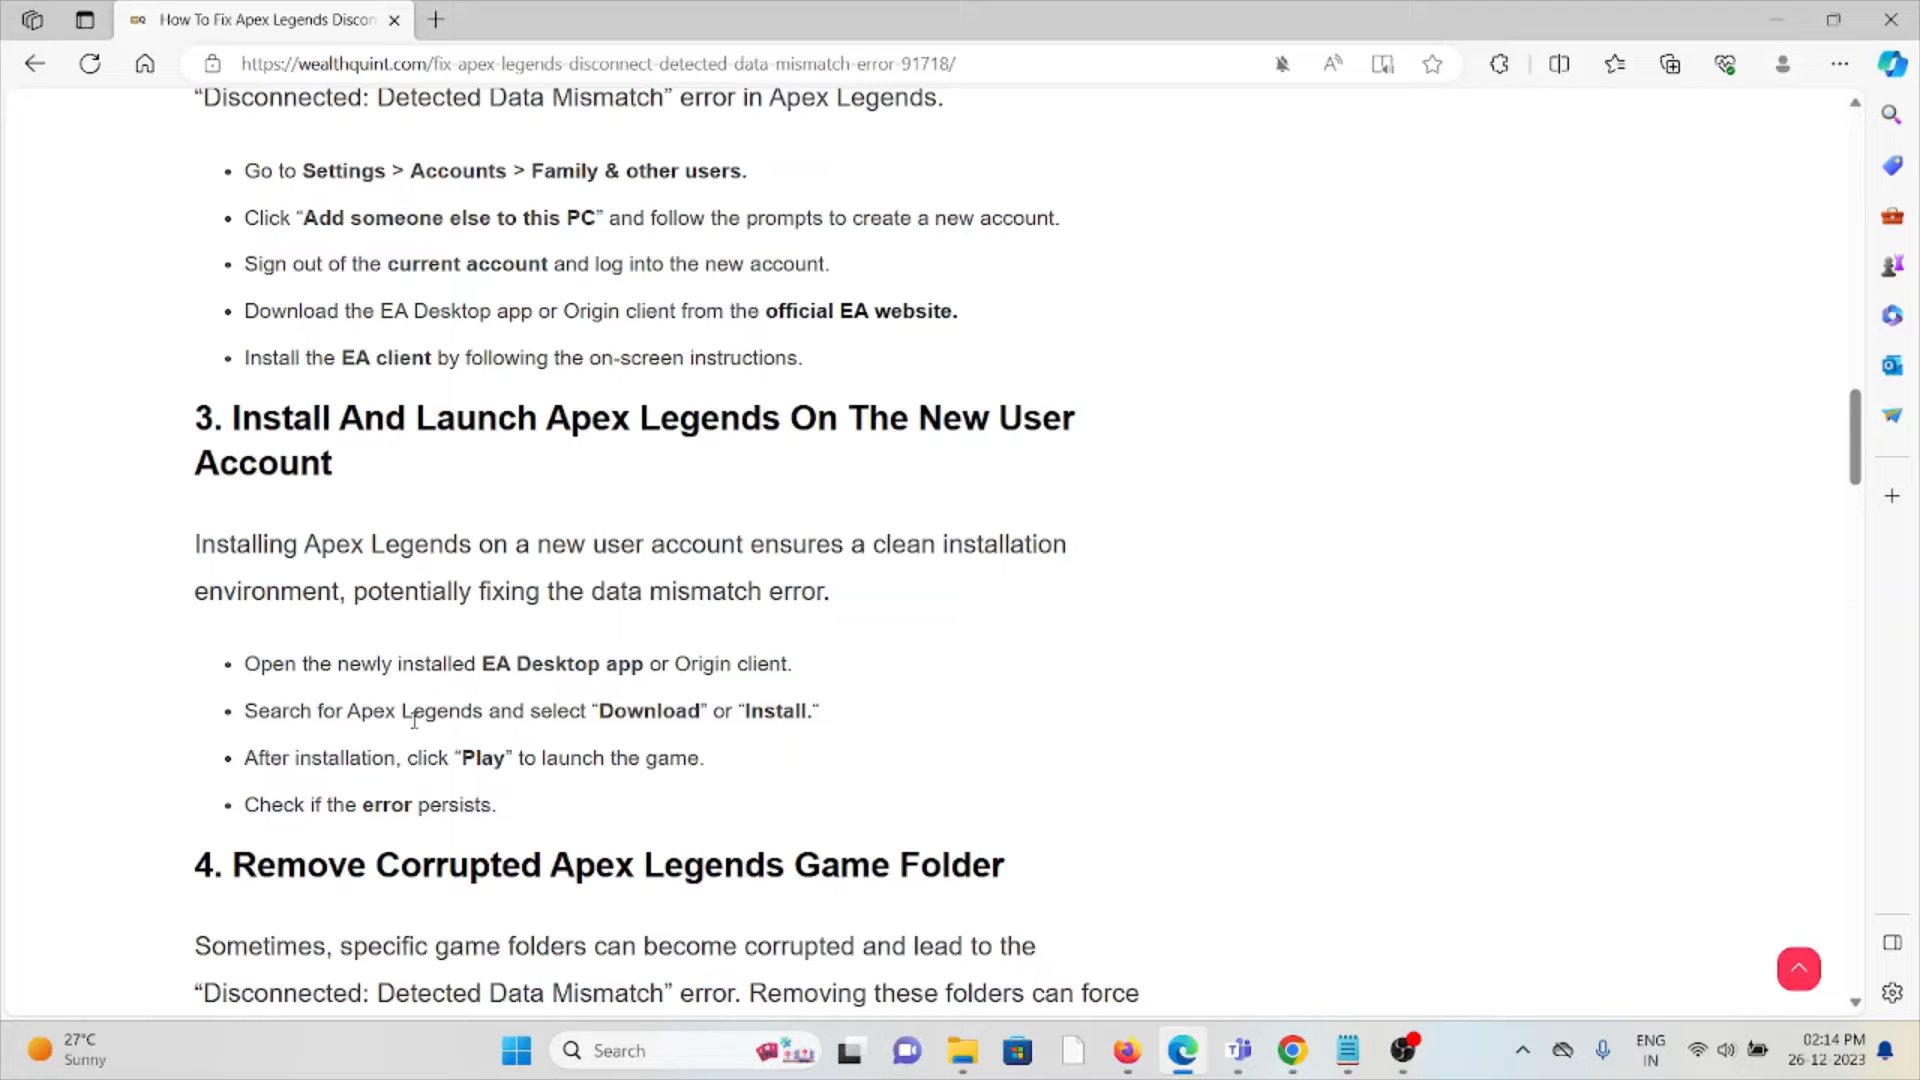 How To Fix Apex Legends Discon
https://wealthquint.com/fix-apex-legends-disconnect-detected-data-mismatch-error-91718/
“Disconnected: Detected Data Mismatch” error in Apex Legends.
• Go to Settings > Accounts > Family & other users.
• Click “Add someone else to this PC” and follow the prompts to create a new account.
• Sign out of the current account and log into the new account.
• Download the EA Desktop app or Origin client from the official EA website.
• Install the EA client by following the on-screen instructions.
3. Install And Launch Apex Legends On The New User
Account
Installing Apex Legends on a new user account ensures a clean installation
environment, potentially fixing the data mismatch error.
• Open the newly installed EA Desktop app or Origin client.
• Search for Apex Legends and select “Download” or “Install.“
• After installation, click “Play” to launch the game.
• Check if the error persists.
4. Remove Corrupted Apex Legends Game Folder
Sometimes, specific game folders can become corrupted and lead to the
“Disconnected: Detected Data Mismatch” error. Removing these folders can force
27°C
Sunny
Search
ENG
IN
02:14 PM
26-12-2023